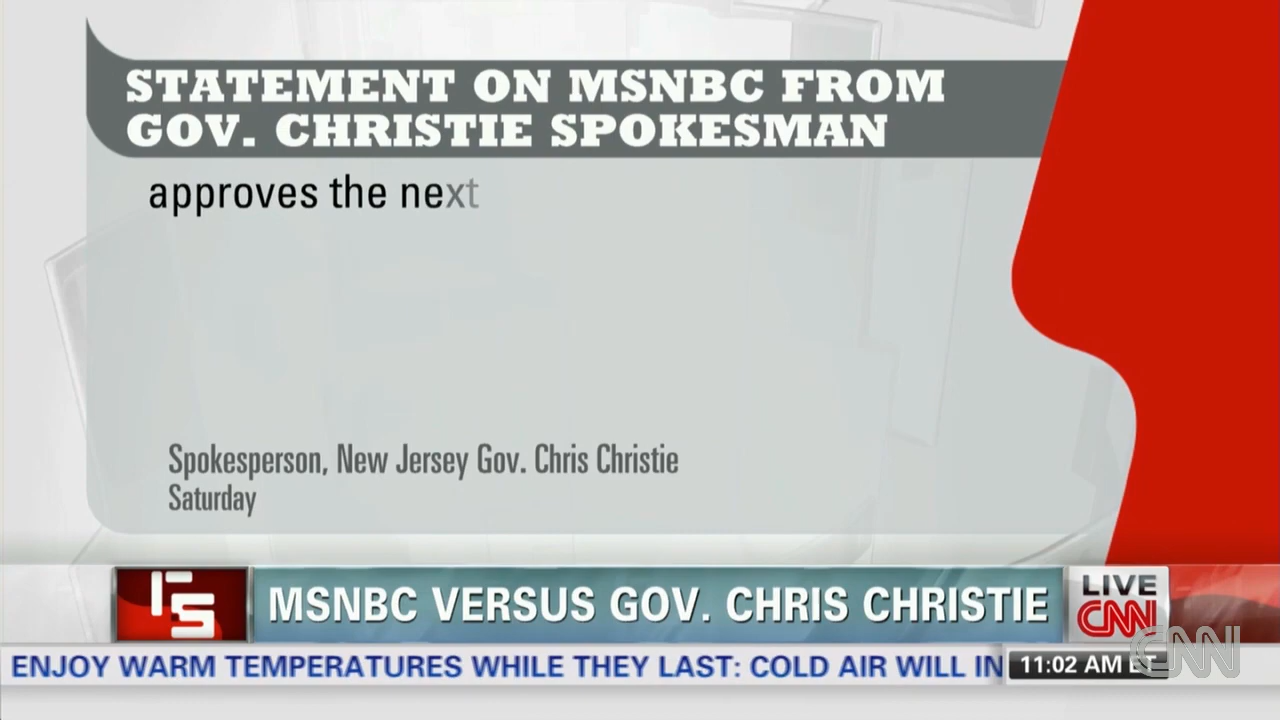 STATEMENT ON MSNBC FROM
GOV. CHRISTIE SPOKESMAN
approves the next
Spokesperson, New Jersey Gov. Chris Christie
Saturday
rs
MSNBC VERSUS GOV. CHRIS CHRISTIE
LIVE
CNN
ENJOY WARM TEMPERATURES WHILE THEY LAST: COLD AIR WILL IN
11:02 AM ET
CNN